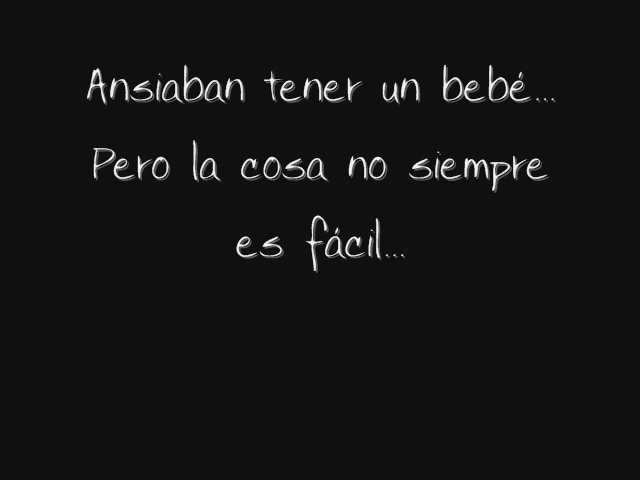 Ansiaban tener un bebé...
Pero la cosa no siempre
es fácil...